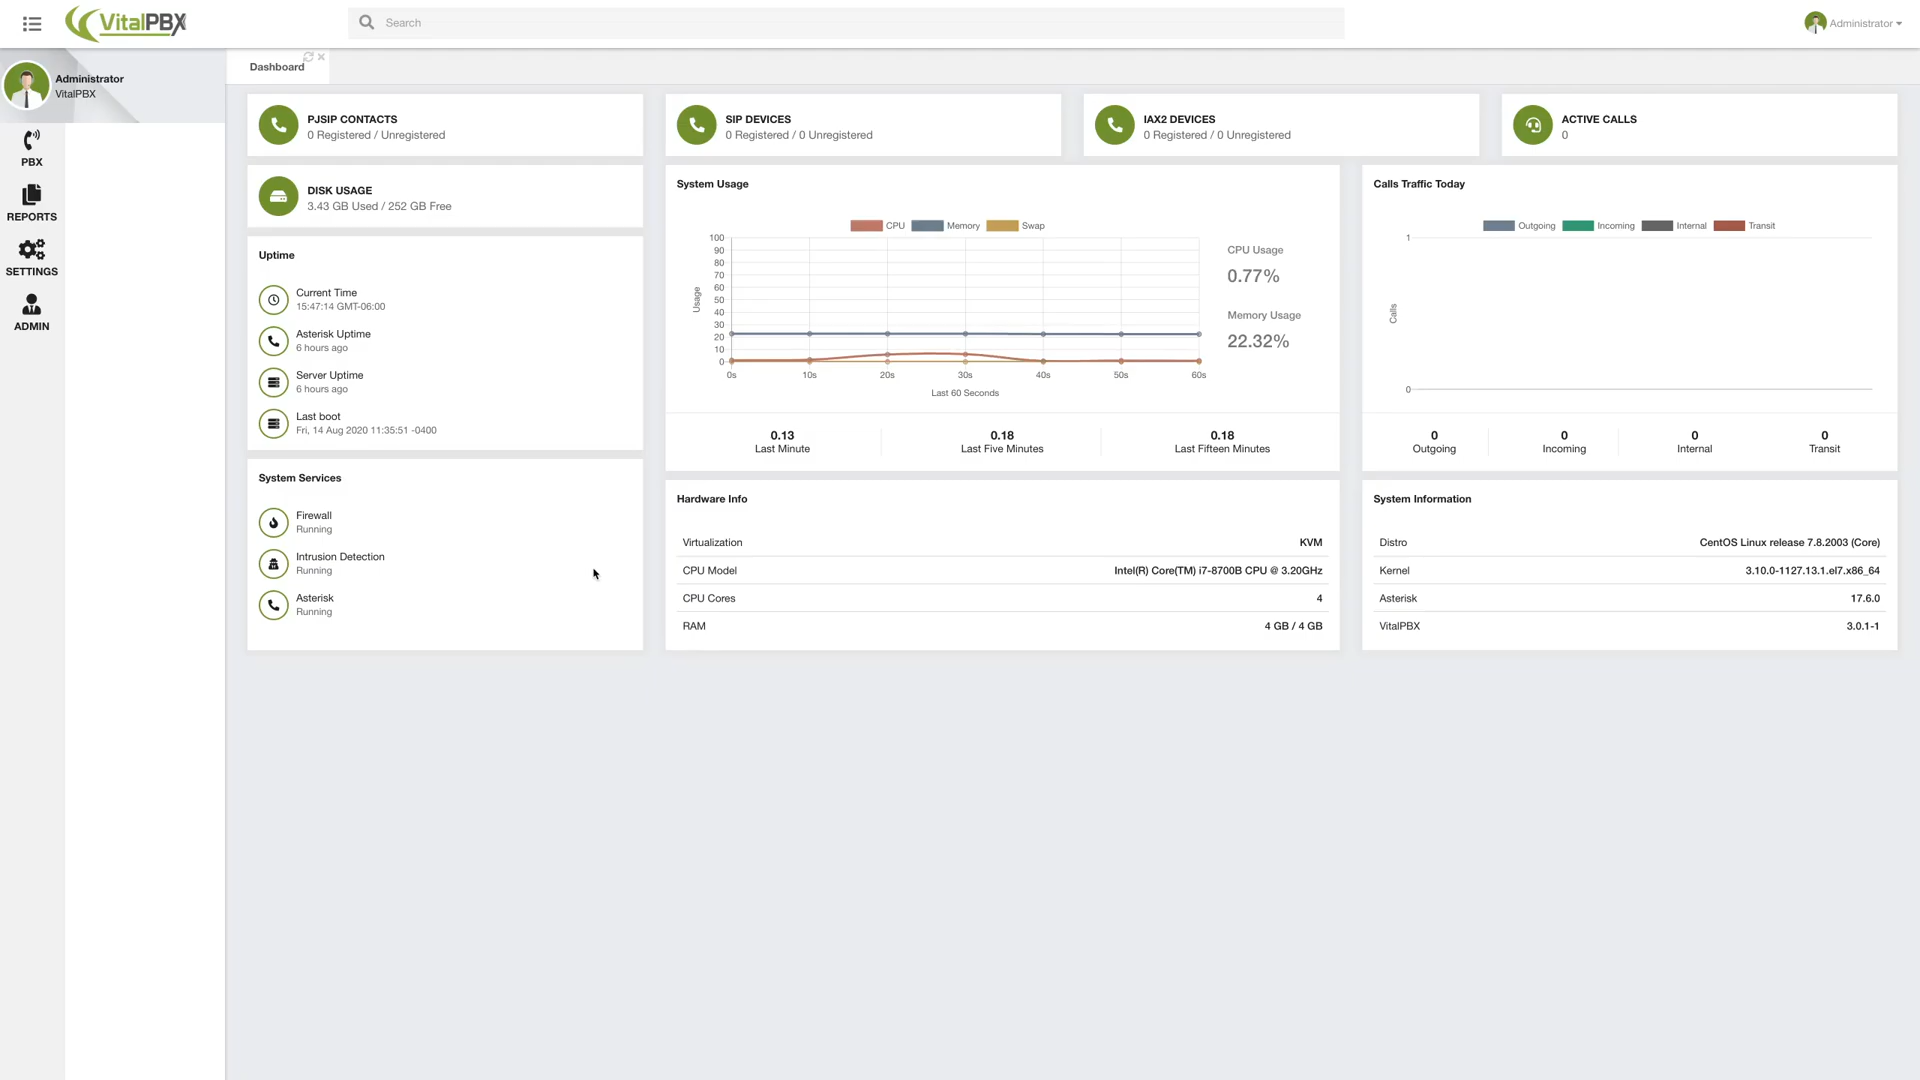 VitalPBX
Search
Administrator
Administrator
VitalPBX
PBX
REPORTS
SETTINGS
ADMIN
Dashboard
PJSIP CONTACTS
0 Registered / Unregistered
SIP DEVICES
0 Registered / 0 Unregistered
IAX2 DEVICES
0 Registered / 0 Unregistered
ACTIVE CALLS
0
DISK USAGE
3.43 GB Used / 252 GB Free
Uptime
Current Time
15:47:14 GMT-06:00
Asterisk Uptime
6 hours ago
Server Uptime
6 hours ago
Last boot
Fri, 14 Aug 2020 11:35:51 -0400
System Services
Firewall
Running
Intrusion Detection
Running
Asterisk
Running
System Usage
CPU Memory Swap
100
90
80
70
60
50
40
30
20
10
0
Usage
0s 10s 20s 30s 40s 50s 60s
Last 60 Seconds
CPU Usage
0.77%
Memory Usage
22.32%
0.13 0.18 0.18
Last Minute Last Five Minutes Last Fifteen Minutes
Calls Traffic Today
Outgoing Incoming Internal Transit
1
Calls
0
0 0 0 0
Outgoing Incoming Internal Transit
Hardware Info
Virtualization KVM
CPU Model Intel(R) Core(TM) i7-8700B CPU @ 3.20GHz
CPU Cores 4
RAM 4 GB / 4 GB
System Information
Distro CentOS Linux release 7.8.2003 (Core)
Kernel 3.10.0-1127.13.1.el7.x86_64
Asterisk 17.6.0
VitalPBX 3.0.1-1